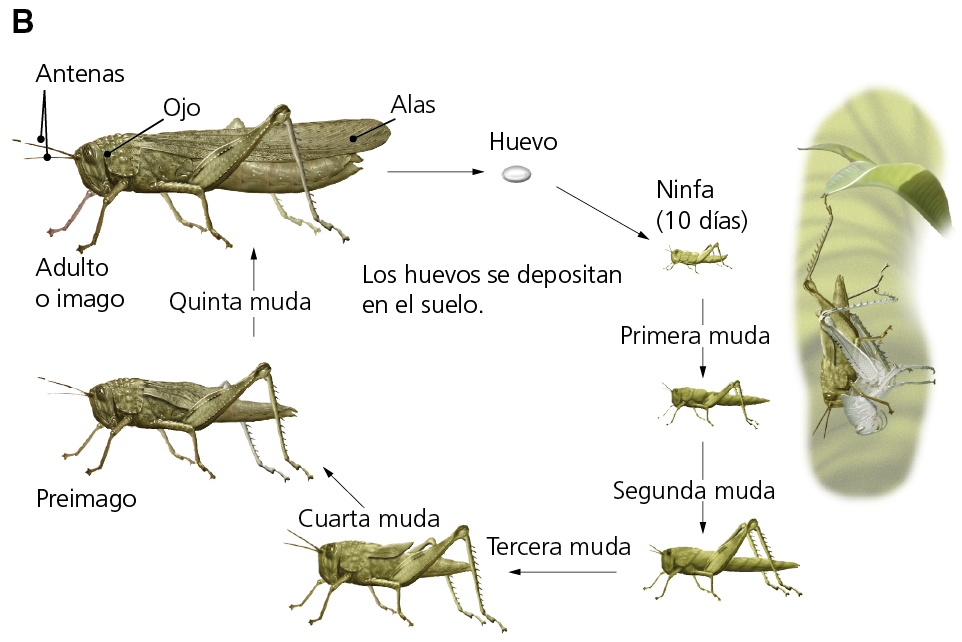 B
Antenas
Ojo
Alas
Huevo
Ninfa
(10 días)
Adulto
o imago
Quinta muda
Los huevos se depositan
en el suelo.
Primera muda
Segunda muda
Preimago
Cuarta muda
Tercera muda